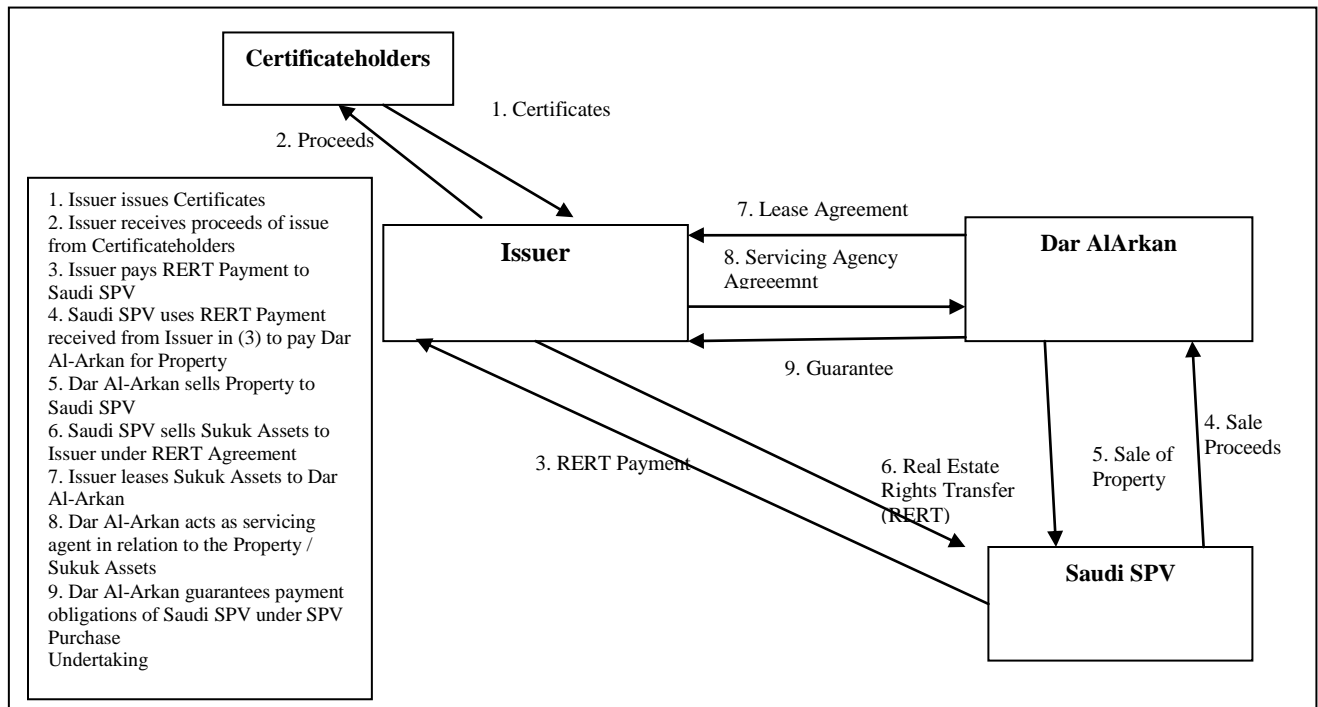 Certificateholders
1. Certificates
2. Proceeds
1. Issuer issues Certificates
2. Issuer receives proceeds of issue
from Certificateholders
3. Issuer pays RERT Payment to
Saudi SPV
4. Saudi SPV uses RERT Payment
received from Issuer in (3) to pay Dar
Al-Arkan for Property
5. Dar Al-Arkan sells Property to
Saudi SPV
6. Saudi SPV sells Sukuk Assets to
Issuer under RERT Agreement
7. Issuer leases Sukuk Assets to Dar
Al-Arkan
8. Dar Al-Arkan acts as servicing
agent in relation to the Property /
Sukuk Assets
9. Dar Al-Arkan guarantees payment
obligations of Saudi SPV under SPV
Purchase
Undertaking
Issuer
7. Lease Agreement
8. Servicing Agency
Agreeemnt
9. Guarantee
Dar AlArkan
3. RERT Payment
6. Real Estate
Rights Transfer
(RERT)
5. Sale of
Property
4. Sale
Proceeds
Saudi SPV